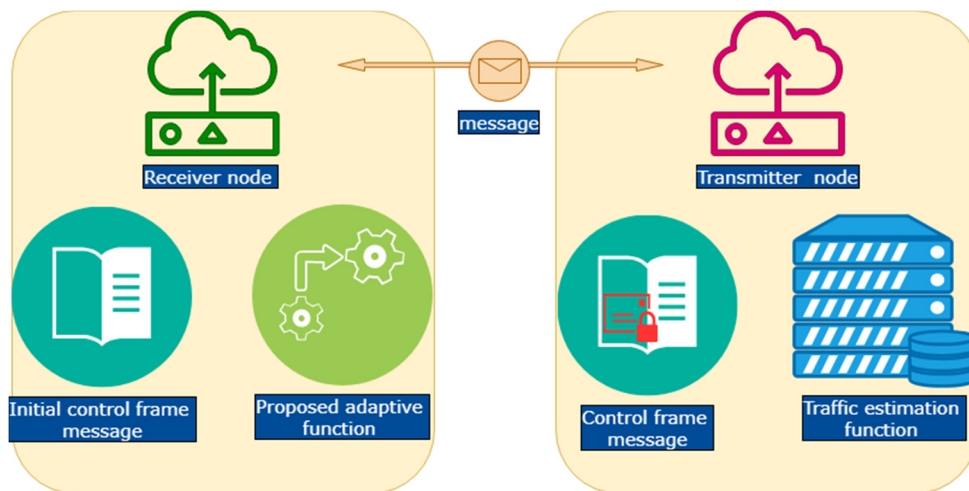 message
Receiver node
Transmitter node
Initial control frame
message
Proposed adaptive
function
Control frame
message
Traffic estimation
function